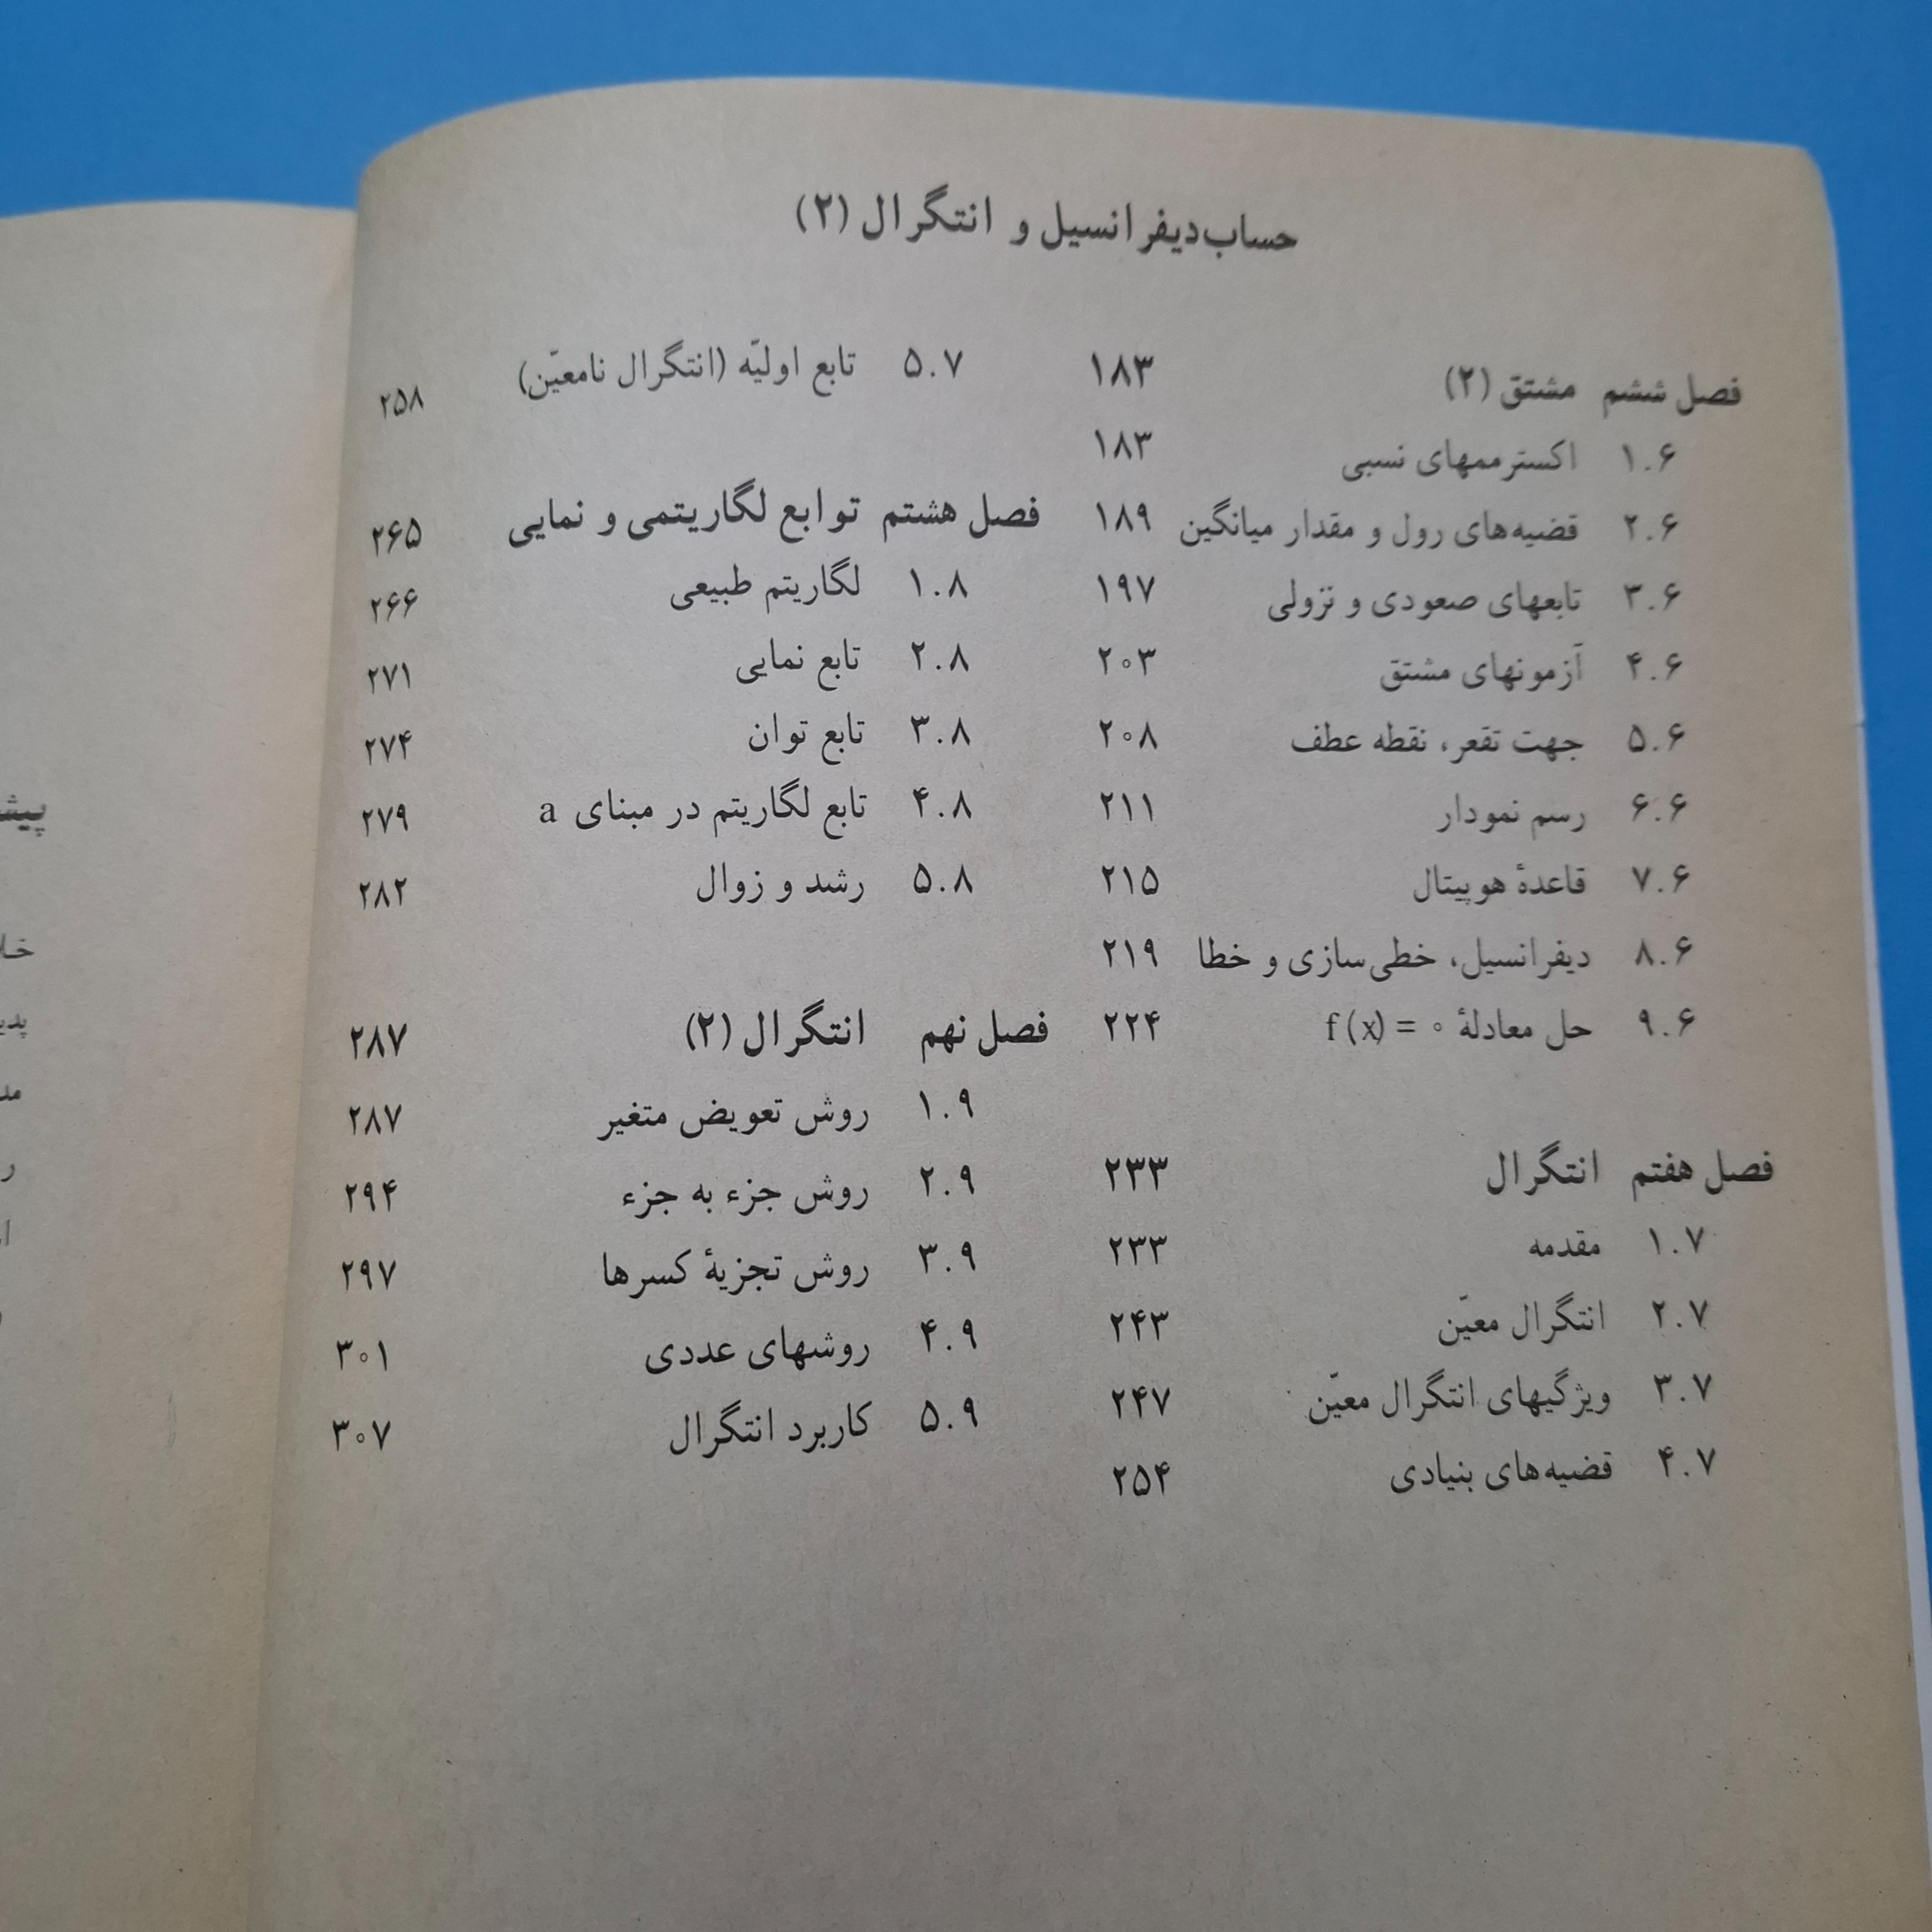 حساب دیفرانسیل و انتگرال (۲)
فصل ششم مشتق (۲) ۱۸۳
۱.۶ اکسترممهای نسبی ۱۸۳
۲.۶ قضیه‌های رول و مقدار میانگین ۱۸۹
۳.۶ تابعهای صعودی و نزولی ۱۹۷
۴.۶ آزمونهای مشتق ۲۰۳
۵.۶ جهت تقعر، نقطه عطف ۲۰۸
۶.۶ رسم نمودار ۲۱۱
۷.۶ قاعدهٔ هوپیتال ۲۱۵
۸.۶ دیفرانسیل، خطی‌سازی و خطا ۲۱۹
۹.۶ حل معادلهٔ f(x) = ۰ ۲۲۴
فصل هفتم انتگرال ۲۳۳
۱.۷ مقدمه ۲۳۳
۲.۷ انتگرال معیّن ۲۴۳
۳.۷ ویژگیهای انتگرال معیّن ۲۴۷
۴.۷ قضیه‌های بنیادی ۲۵۴
۵.۷ تابع اولیّه (انتگرال نامعیّن) ۲۵۸
فصل هشتم توابع لگاریتمی و نمایی ۲۶۵
۱.۸ لگاریتم طبیعی ۲۶۶
۲.۸ تابع نمایی ۲۷۱
۳.۸ تابع توان ۲۷۴
۴.۸ تابع لگاریتم در مبنای a ۲۷۹
۵.۸ رشد و زوال ۲۸۲
فصل نهم انتگرال (۲) ۲۸۷
۱.۹ روش تعویض متغیر ۲۸۷
۲.۹ روش جزء به جزء ۲۹۴
۳.۹ روش تجزیهٔ کسرها ۲۹۷
۴.۹ روشهای عددی ۳۰۱
۵.۹ کاربرد انتگرال ۳۰۷